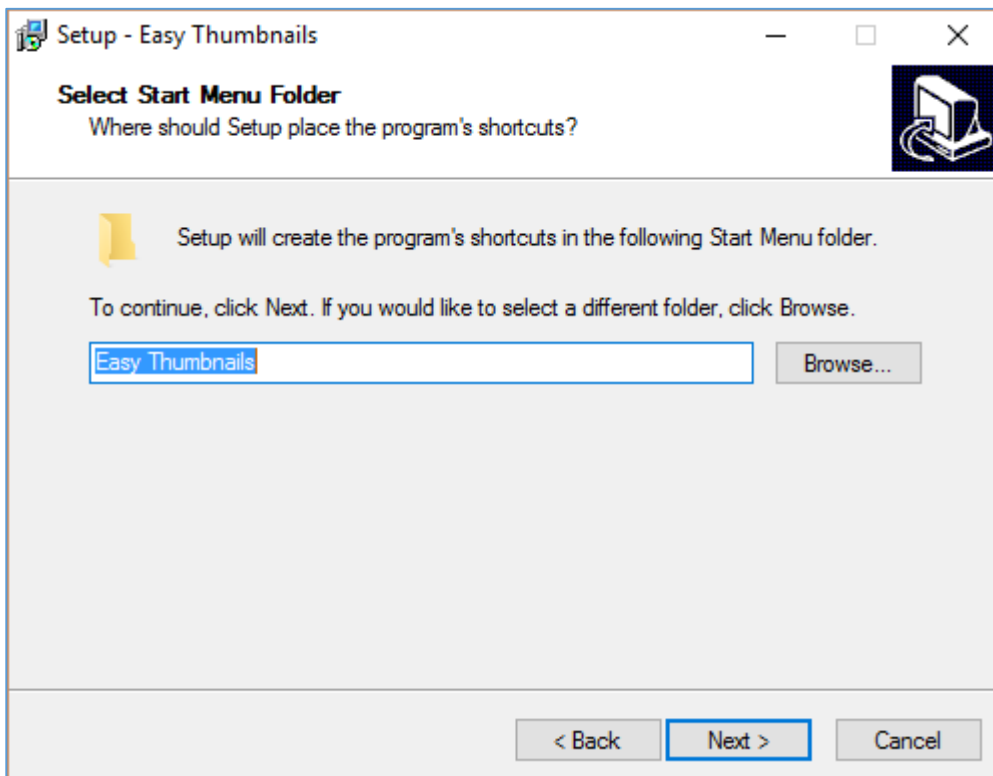 Setup - Easy Thumbnails
Select Start Menu Folder
Where should Setup place the program's shortcuts?
Setup will create the program's shortcuts in the following Start Menu folder.
To continue, click Next. If you would like to select a different folder, click Browse.
Easy Thumbnails
Browse...
< Back
Next >
Cancel